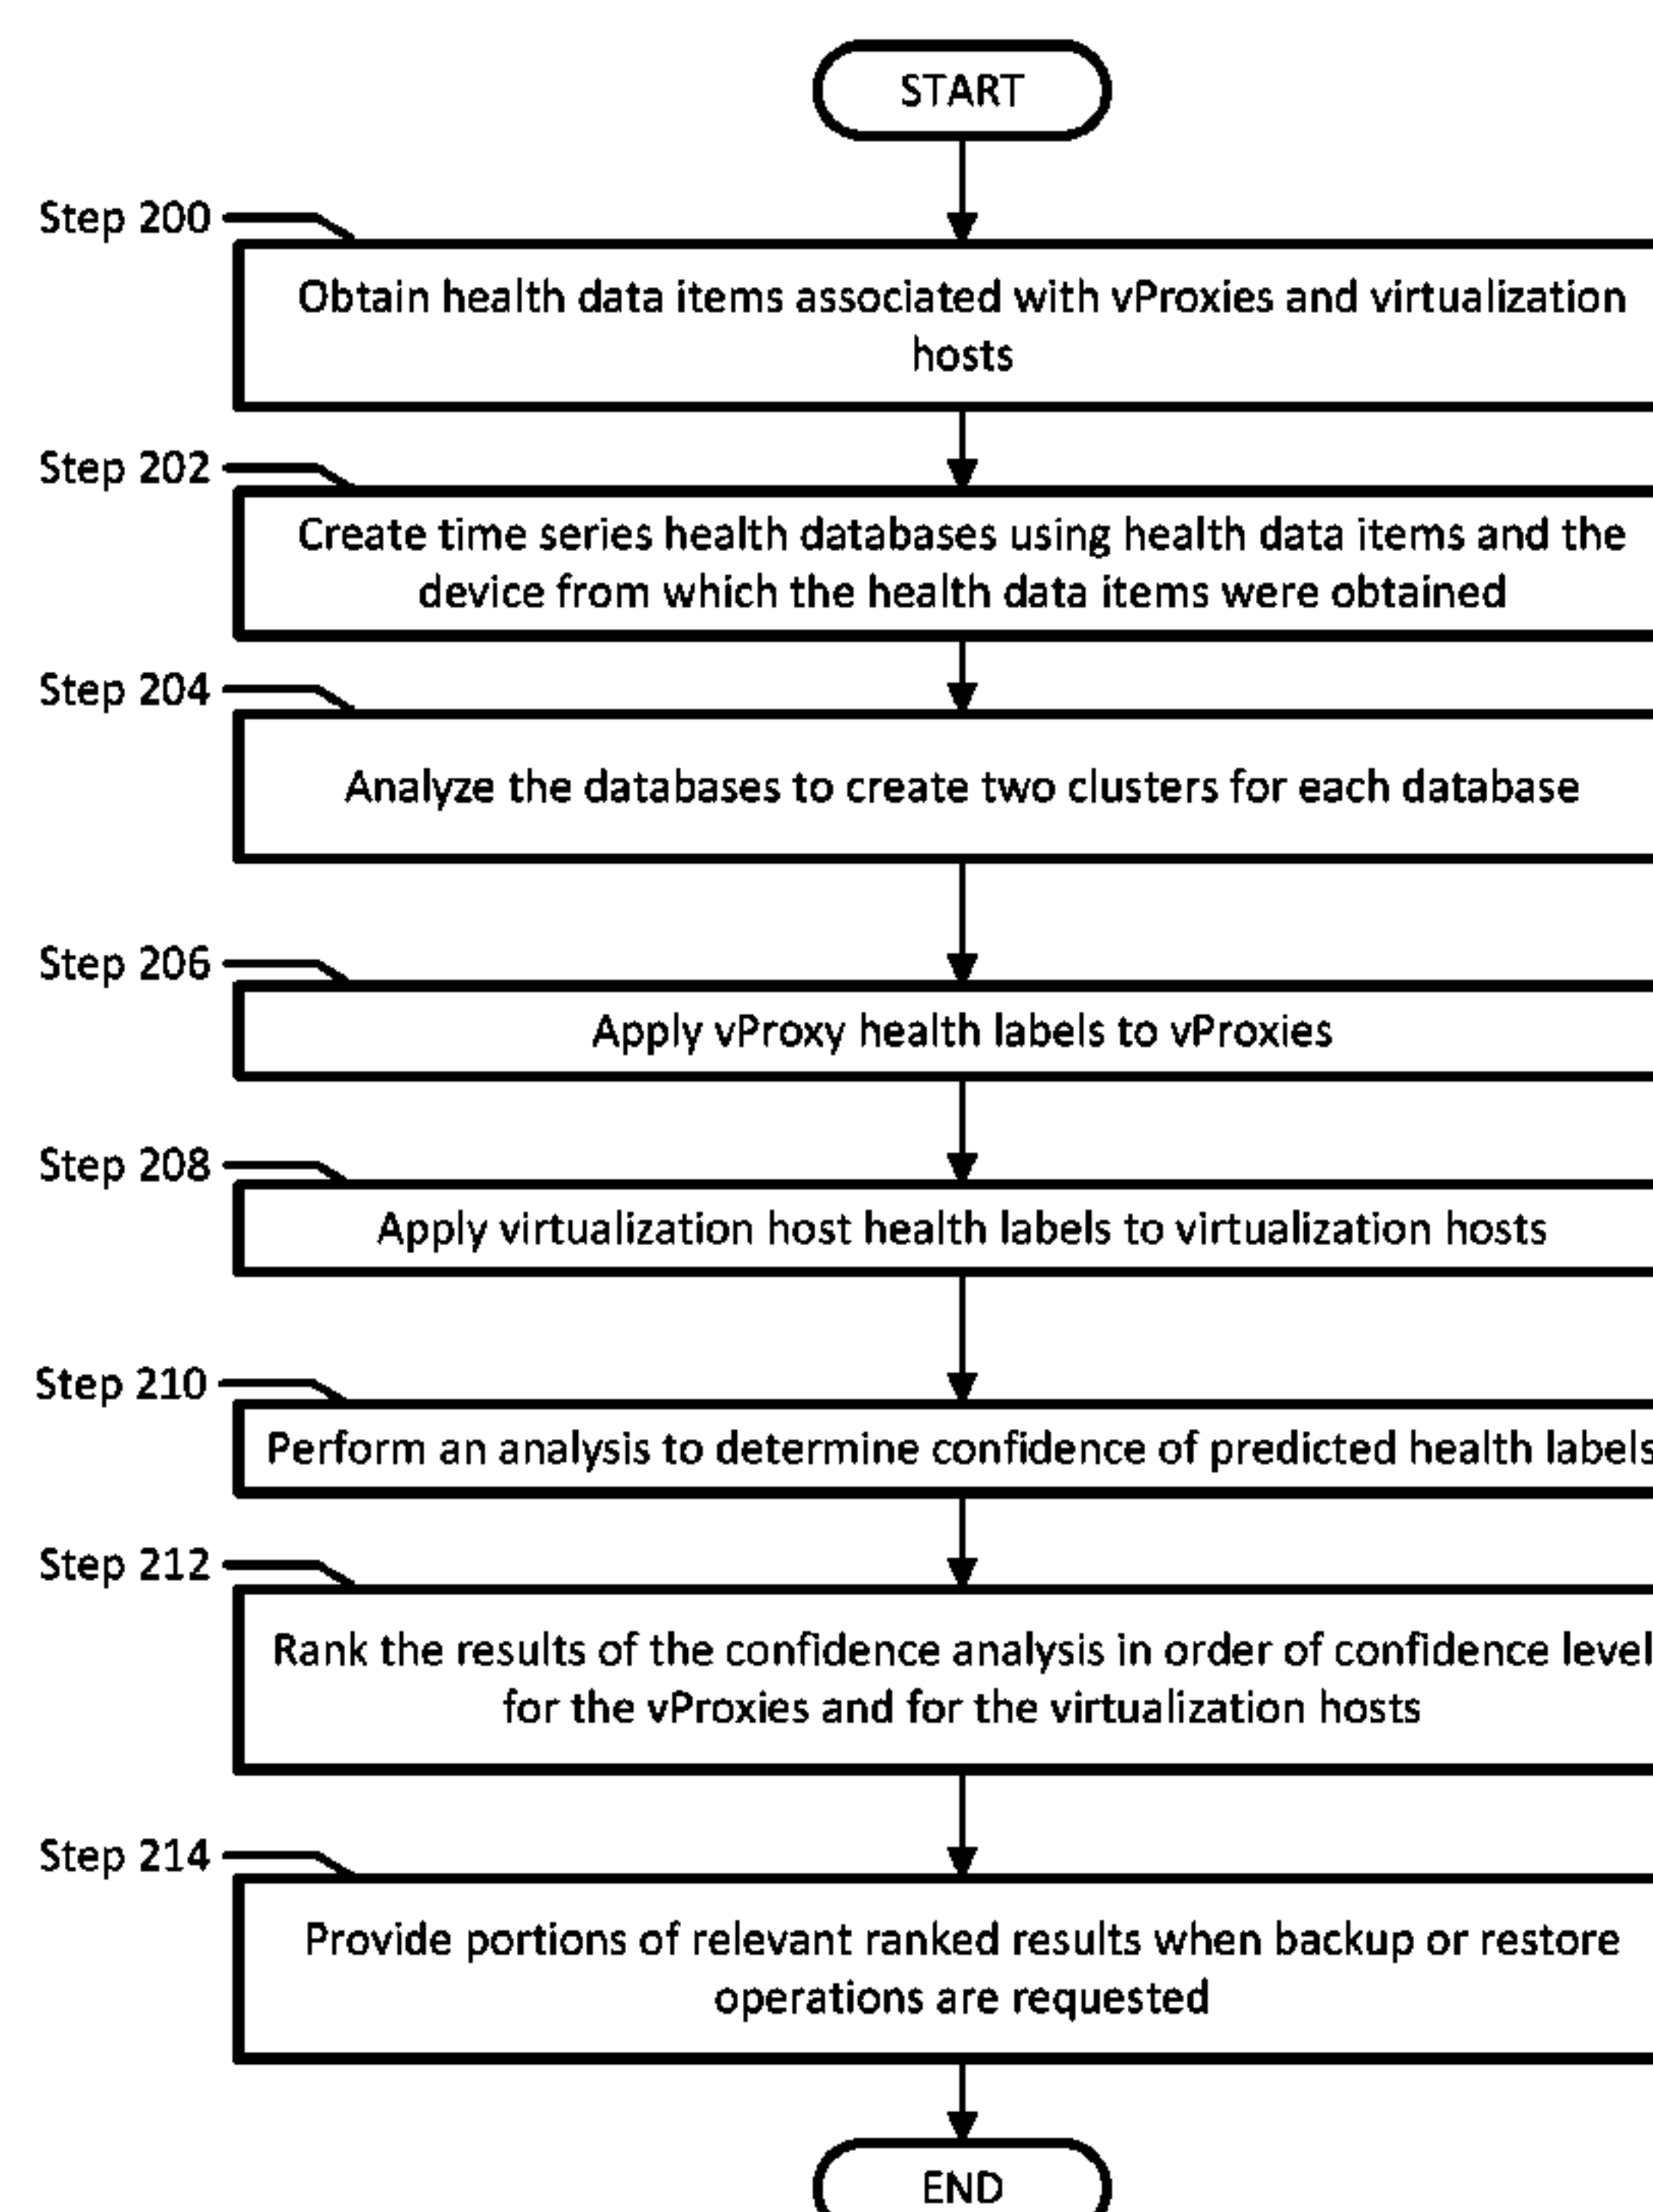 START
Step 200
Obtain health data items associated with vProxies and virtualization
hosts
Step 202
Create time series health databases using health data items and the
device from which the health data items were obtained
Step 204
Analyze the databases to create two clusters for each database
Step 206
Apply vProxy health labels to vProxies
Step 208
Apply virtualization host health labels to virtualization hosts
Step 210
Perform an analysis to determine confidence of predicted health labels
Step 212
Rank the results of the confidence analysis in order of confidence level
for the vProxies and for the virtualization hosts
Step 214
Provide portions of relevant ranked results when backup or restore
operations are requested
END